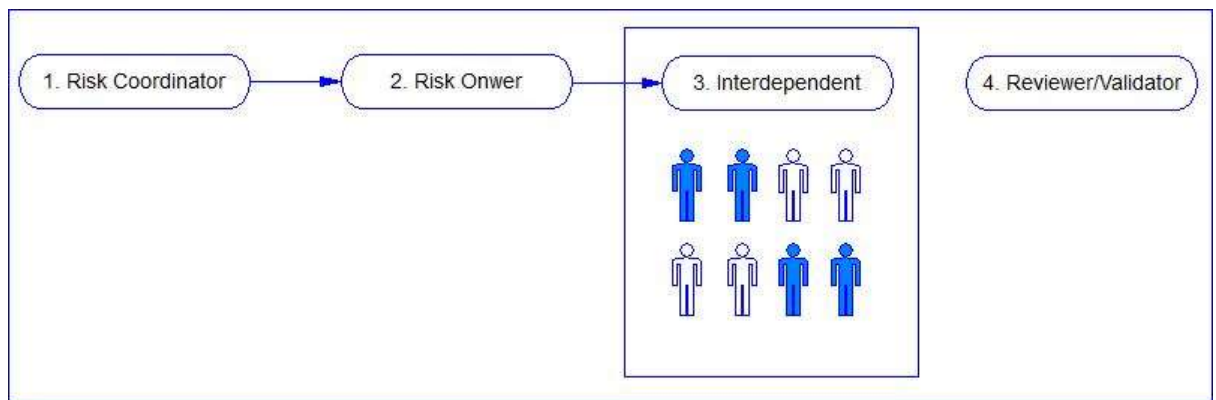 1. Risk Coordinator
2. Risk Onwer
3. Interdependent
4. Reviewer/Validator